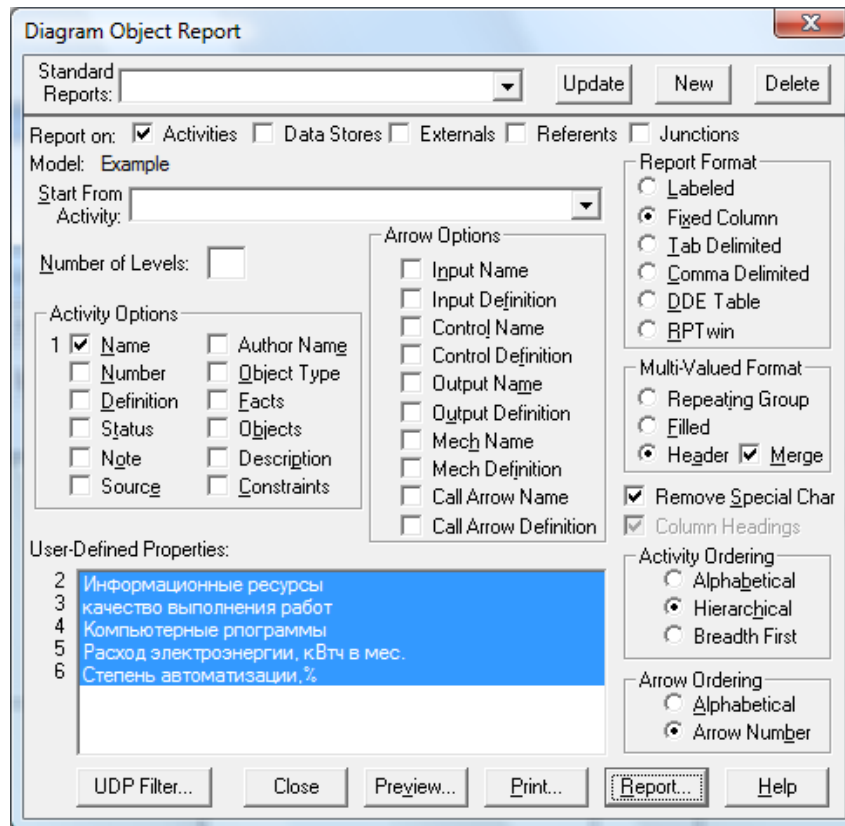 Diagram Object Report
Standard Reports:
Update New Delete
Report on: Activities Data Stores Externals Referents Junctions
Model: Example
Start From Activity:
Number of Levels:
Activity Options
1 Name Author Name
Number Object Type
Definition Facts
Status Objects
Note Description
Source Constraints
Arrow Options
Input Name
Input Definition
Control Name
Control Definition
Output Name
Output Definition
Mech Name
Mech Definition
Call Arrow Name
Call Arrow Definition
Report Format
Labeled
Fixed Column
Tab Delimited
Comma Delimited
DDE Table
RPTwin
Multi-Valued Format
Repeating Group
Filled
Header Merge
Remove Special Char
Column Headings
Activity Ordering
Alphabetical
Hierarchical
Breadth First
Arrow Ordering
Alphabetical
Arrow Number
User-Defined Properties:
2 Информационные ресурсы
3 качество выполнения работ
4 Компьютерные рпограммы
5 Расход электроэнергии, кВтч в мес.
6 Степень автоматизации,%
UDP Filter... Close Preview... Print... Report... Help